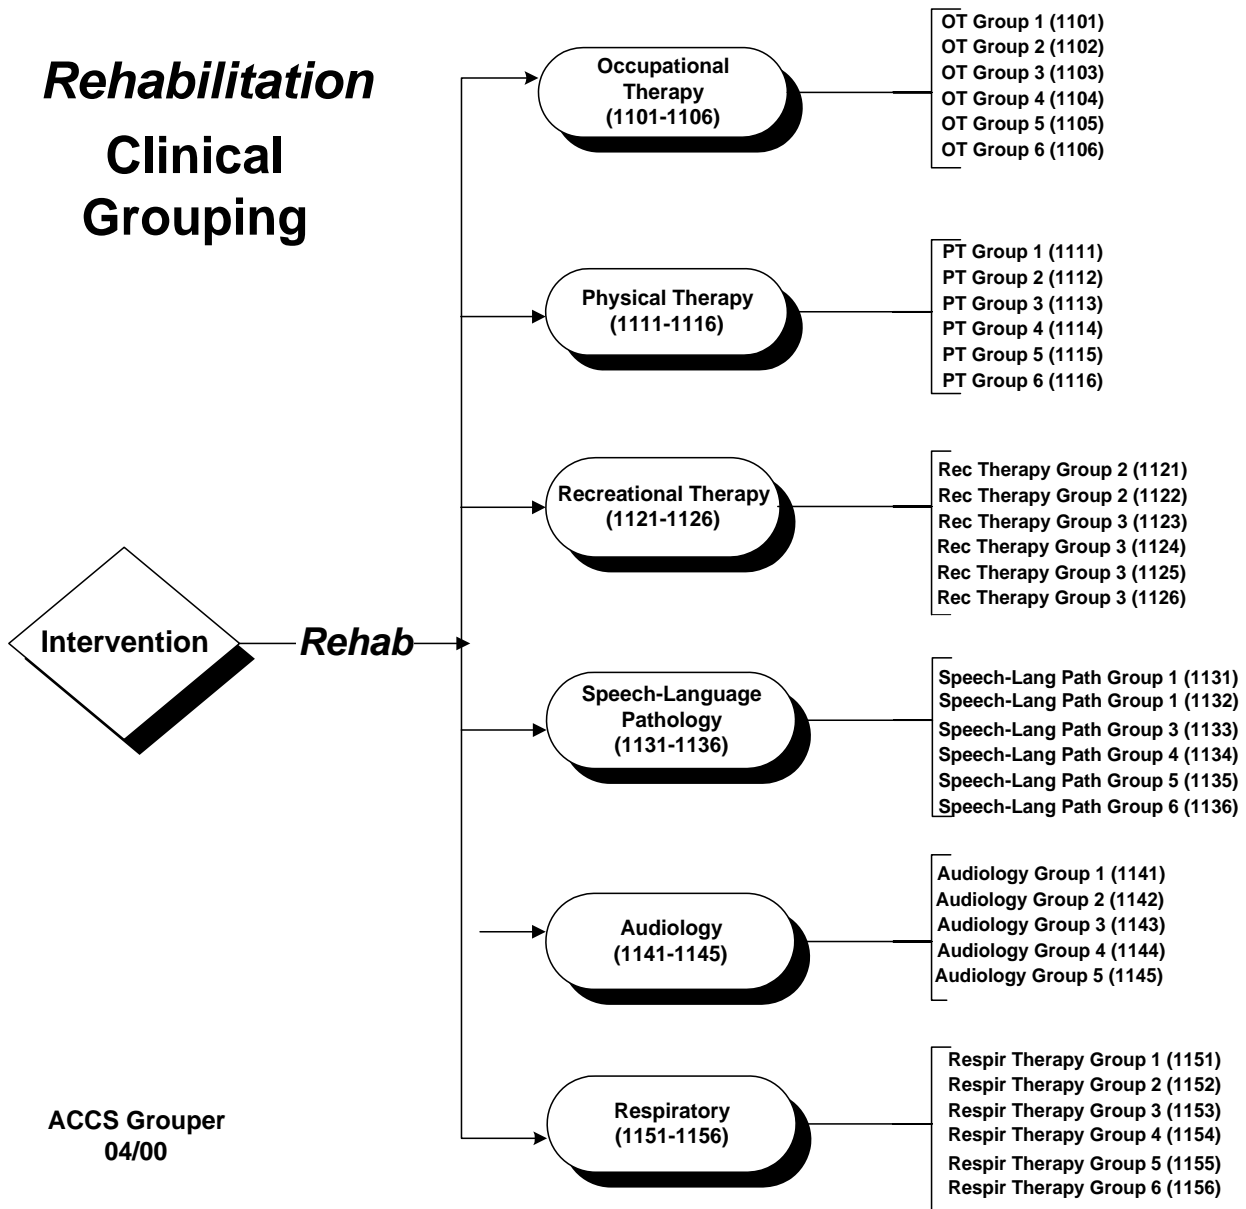 Rehabilitation
Clinical
Grouping
Intervention
Rehab
Occupational
Therapy
(1101-1106)
OT Group 1 (1101)
OT Group 2 (1102)
OT Group 3 (1103)
OT Group 4 (1104)
OT Group 5 (1105)
OT Group 6 (1106)
Physical Therapy
(1111-1116)
PT Group 1 (1111)
PT Group 2 (1112)
PT Group 3 (1113)
PT Group 4 (1114)
PT Group 5 (1115)
PT Group 6 (1116)
Recreational Therapy
(1121-1126)
Rec Therapy Group 2 (1121)
Rec Therapy Group 2 (1122)
Rec Therapy Group 3 (1123)
Rec Therapy Group 3 (1124)
Rec Therapy Group 3 (1125)
Rec Therapy Group 3 (1126)
Speech-Language
Pathology
(1131-1136)
Speech-Lang Path Group 1 (1131)
Speech-Lang Path Group 1 (1132)
Speech-Lang Path Group 3 (1133)
Speech-Lang Path Group 4 (1134)
Speech-Lang Path Group 5 (1135)
Speech-Lang Path Group 6 (1136)
Audiology
(1141-1145)
Audiology Group 1 (1141)
Audiology Group 2 (1142)
Audiology Group 3 (1143)
Audiology Group 4 (1144)
Audiology Group 5 (1145)
Respiratory
(1151-1156)
Respir Therapy Group 1 (1151)
Respir Therapy Group 2 (1152)
Respir Therapy Group 3 (1153)
Respir Therapy Group 4 (1154)
Respir Therapy Group 5 (1155)
Respir Therapy Group 6 (1156)
ACCS Grouper
04/00